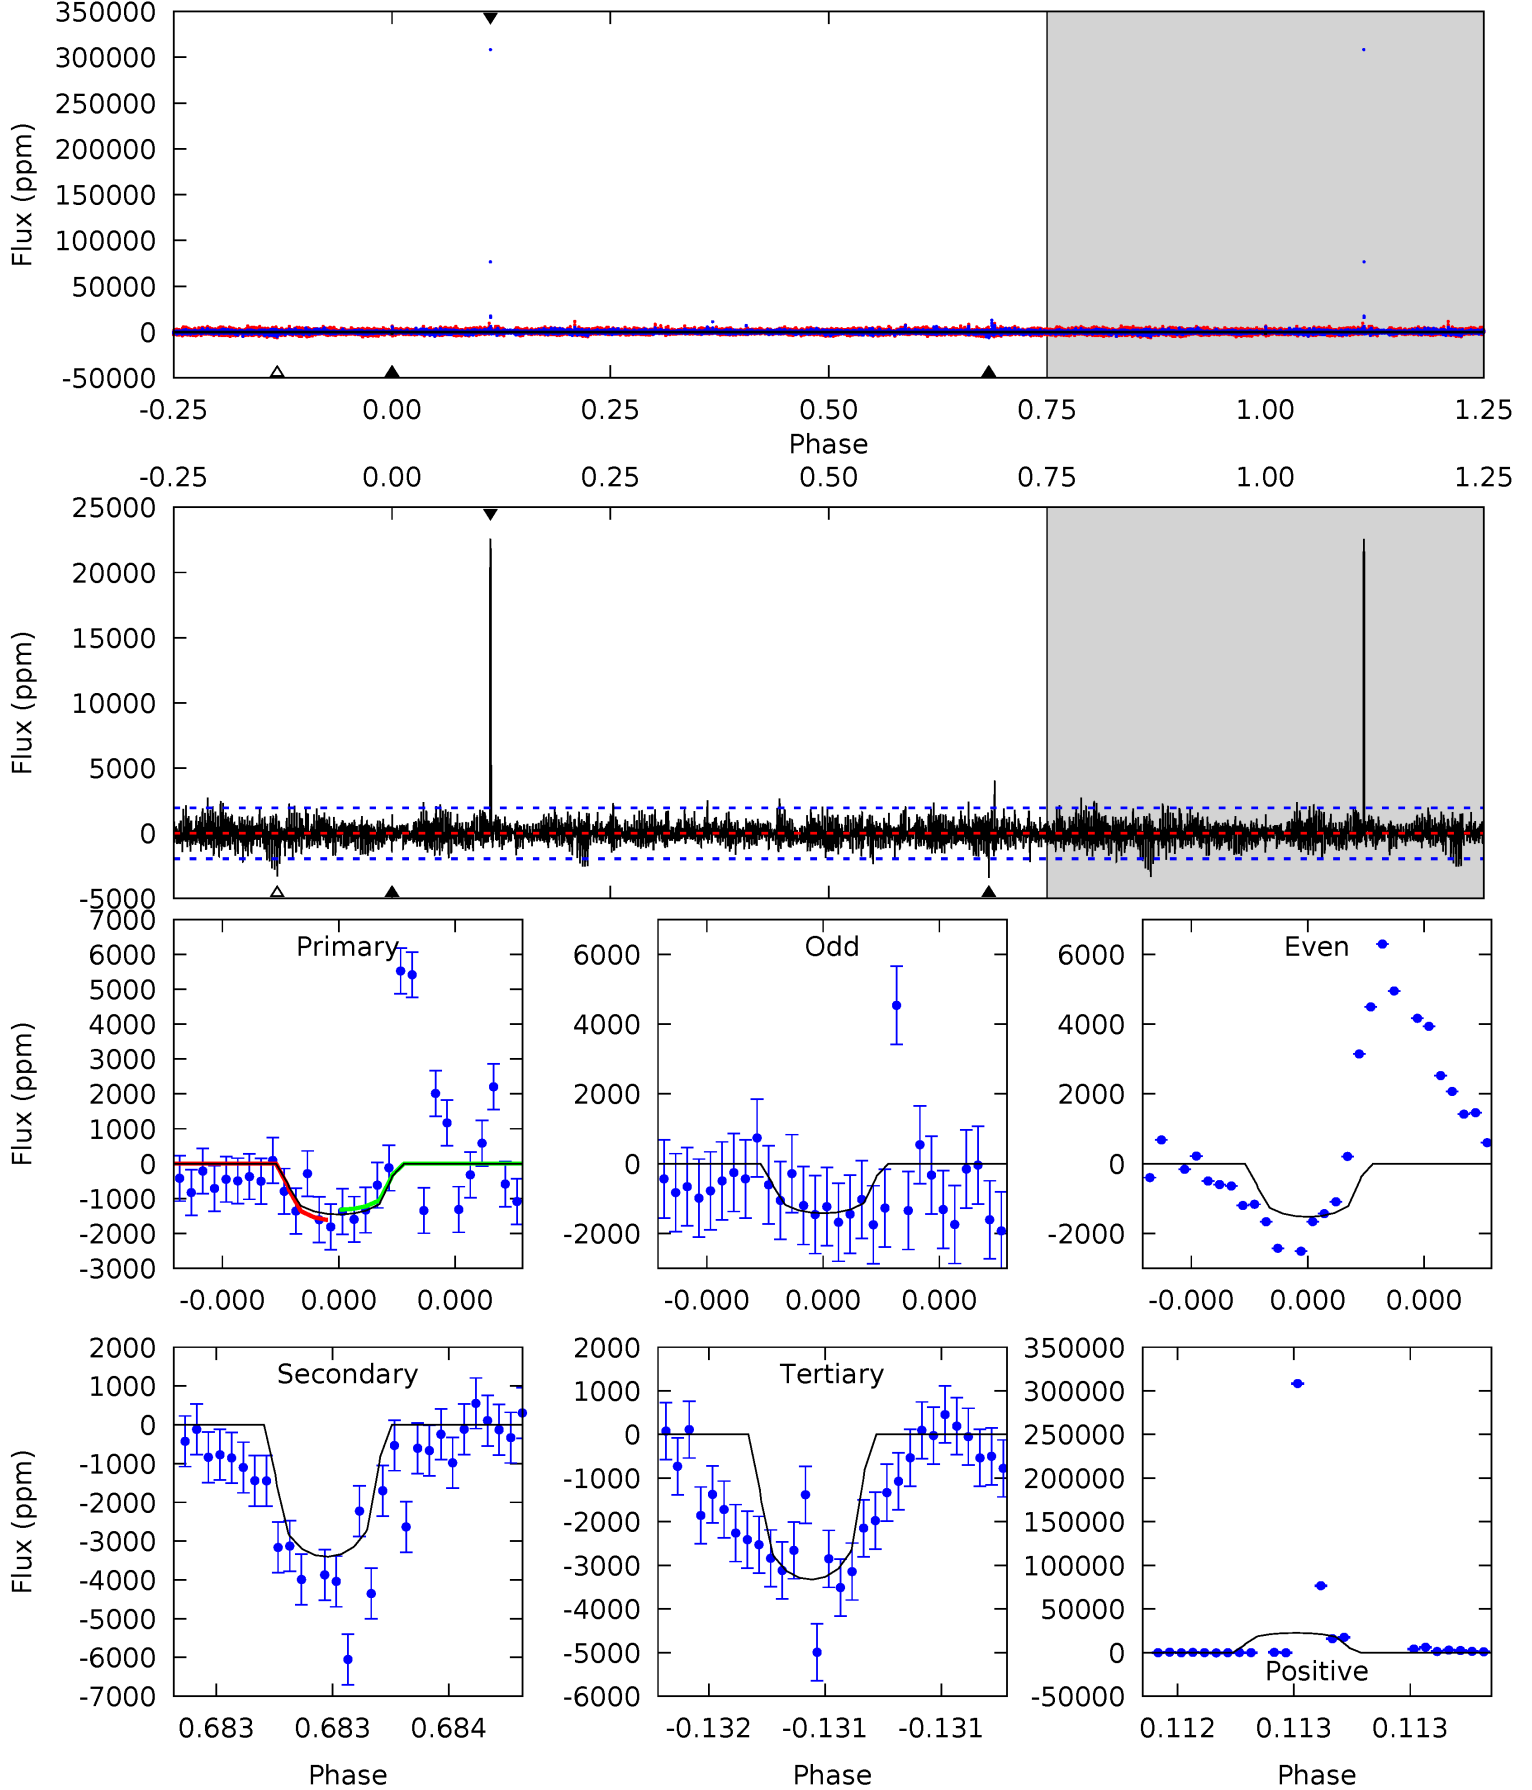 350000
300000
250000
200000
150000
100000
50000
0
-50000
Flux (ppm)
-0.25 0.00 0.25 0.50 0.75 1.00 1.25
Phase
-0.25 0.00 0.25 0.50 0.75 1.00 1.25
25000
20000
15000
10000
5000
0
-5000
Flux (ppm)
Primary
7000
6000
5000
4000
3000
2000
1000
0
-1000
-2000
-3000
Flux (ppm)
-0.000 0.000 0.000
Odd
6000
4000
2000
0
-2000
-0.000 0.000 0.000
Even
6000
4000
2000
0
-2000
-0.000 0.000 0.000
Secondary
2000
1000
0
-1000
-2000
-3000
-4000
-5000
-6000
-7000
Flux (ppm)
0.683 0.683 0.684
Phase
Tertiary
2000
1000
0
-1000
-2000
-3000
-4000
-5000
-6000
-0.132 -0.131 -0.131
Phase
350000
300000
250000
200000
150000
100000
50000
0
-50000
Positive
0.112 0.113 0.113
Phase